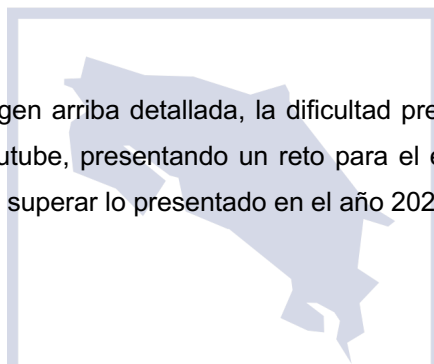 gen arriba detallada, la dificultad pre
utube, presentando un reto para el
superar lo presentado en el año 202